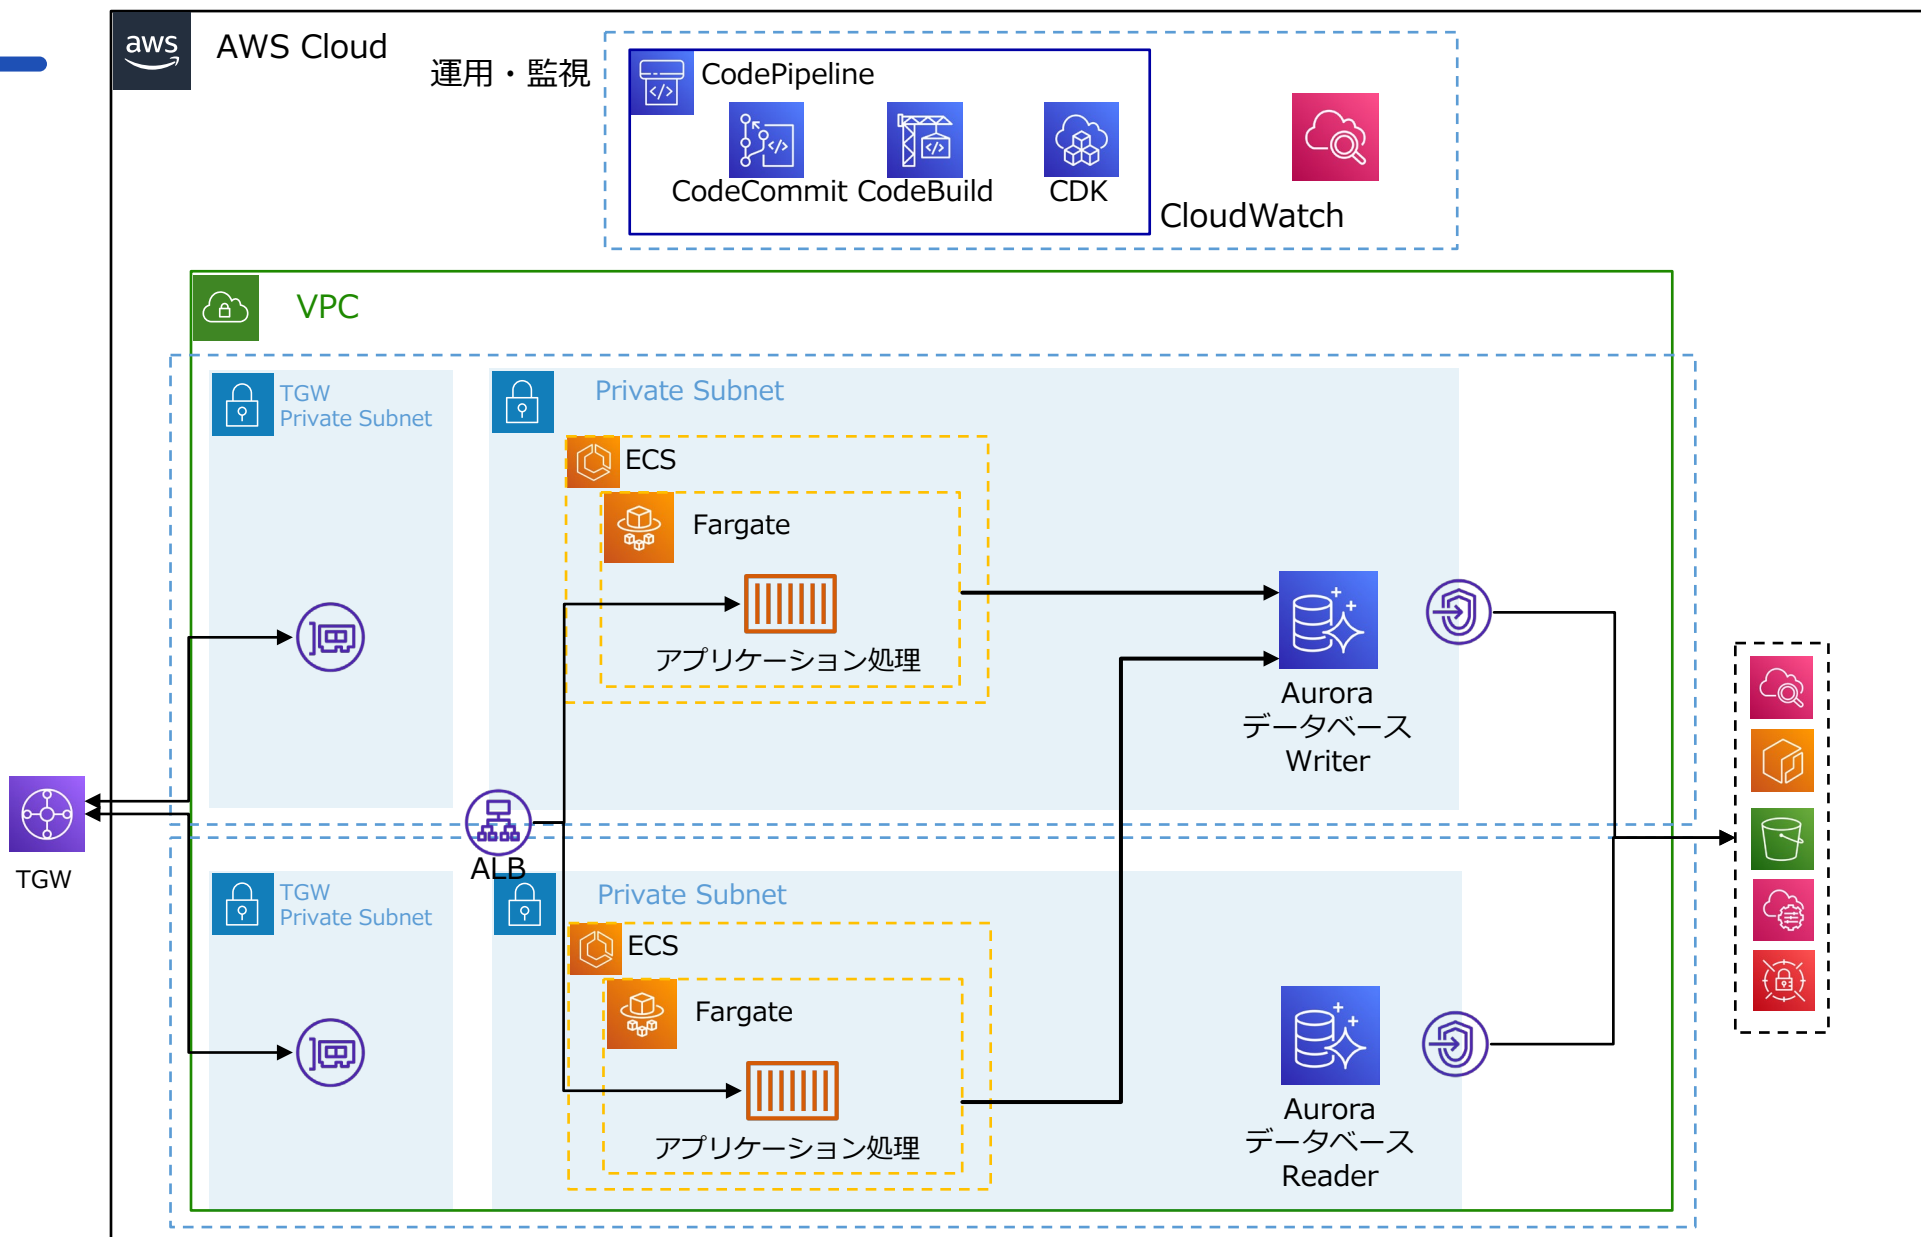 aws
AWS Cloud
運用・監視
CodePipeline
CodeCommit
CodeBuild
CDK
CloudWatch
VPC
TGW
Private Subnet
Private Subnet
ECS
Fargate
アプリケーション処理
Aurora
データベース
Writer
TGW
ALB
TGW
Private Subnet
Private Subnet
ECS
Fargate
アプリケーション処理
Aurora
データベース
Reader